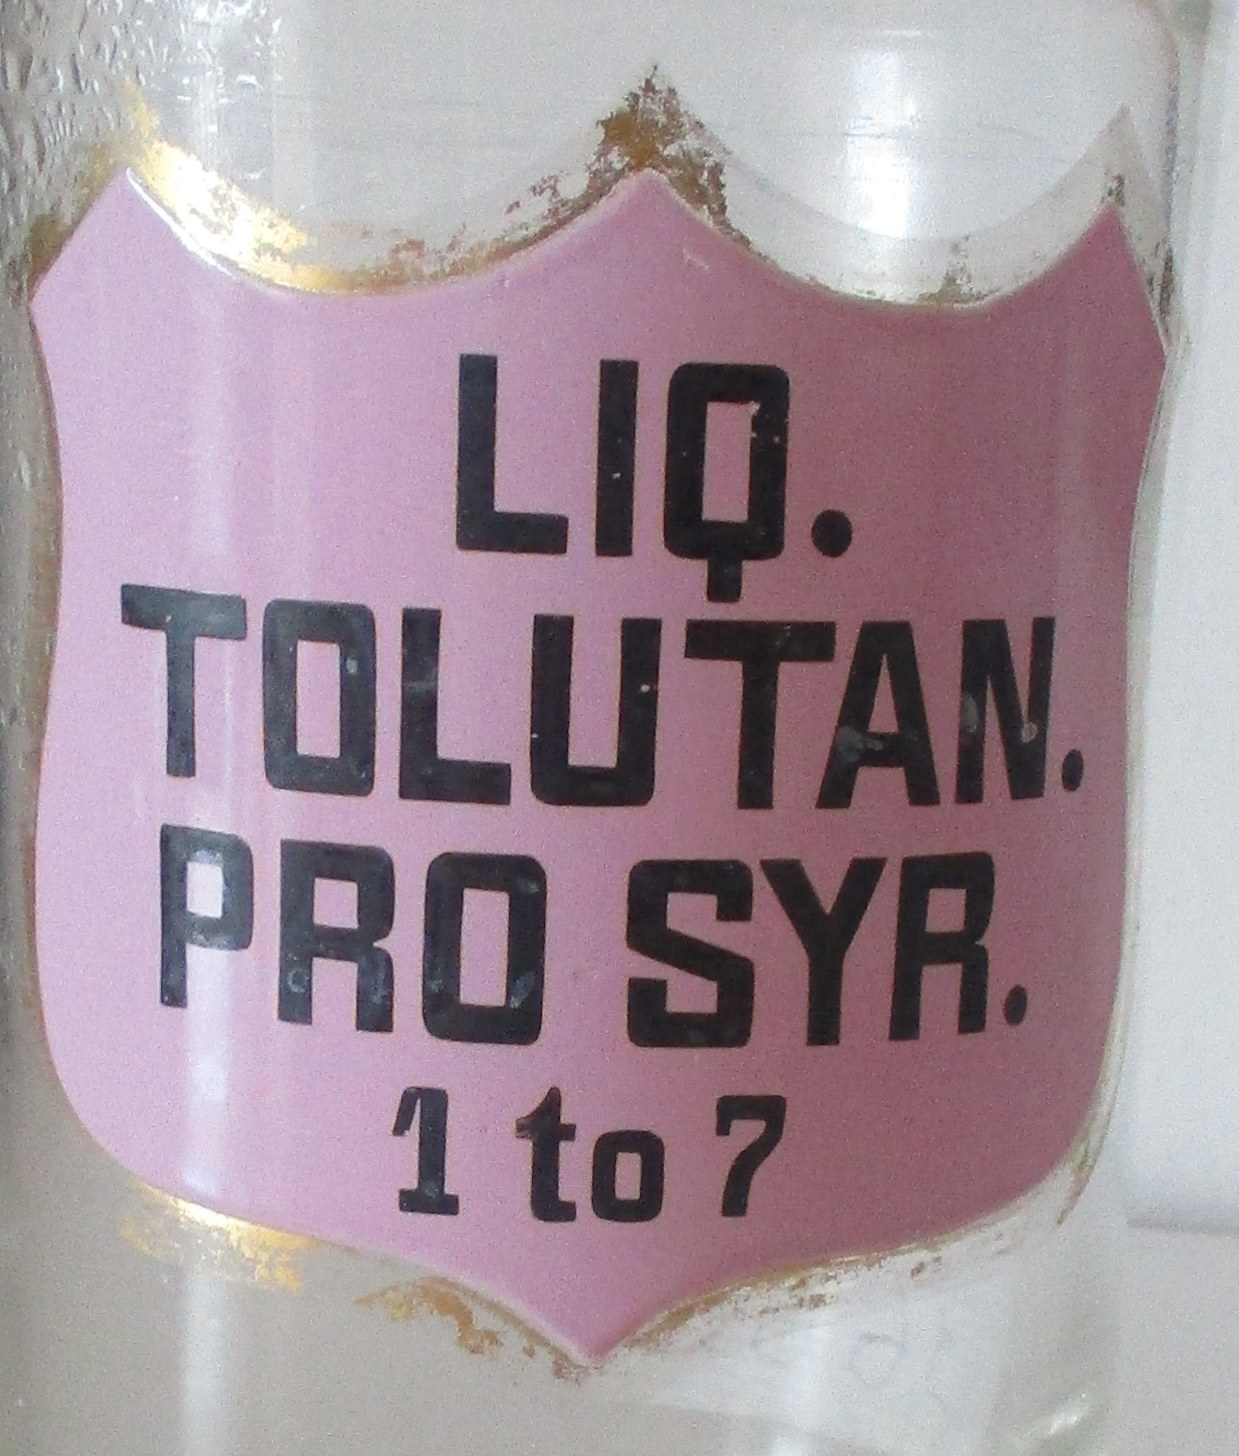 LIQ.
TOLUTAN.
PRO SYR.
1 to 7